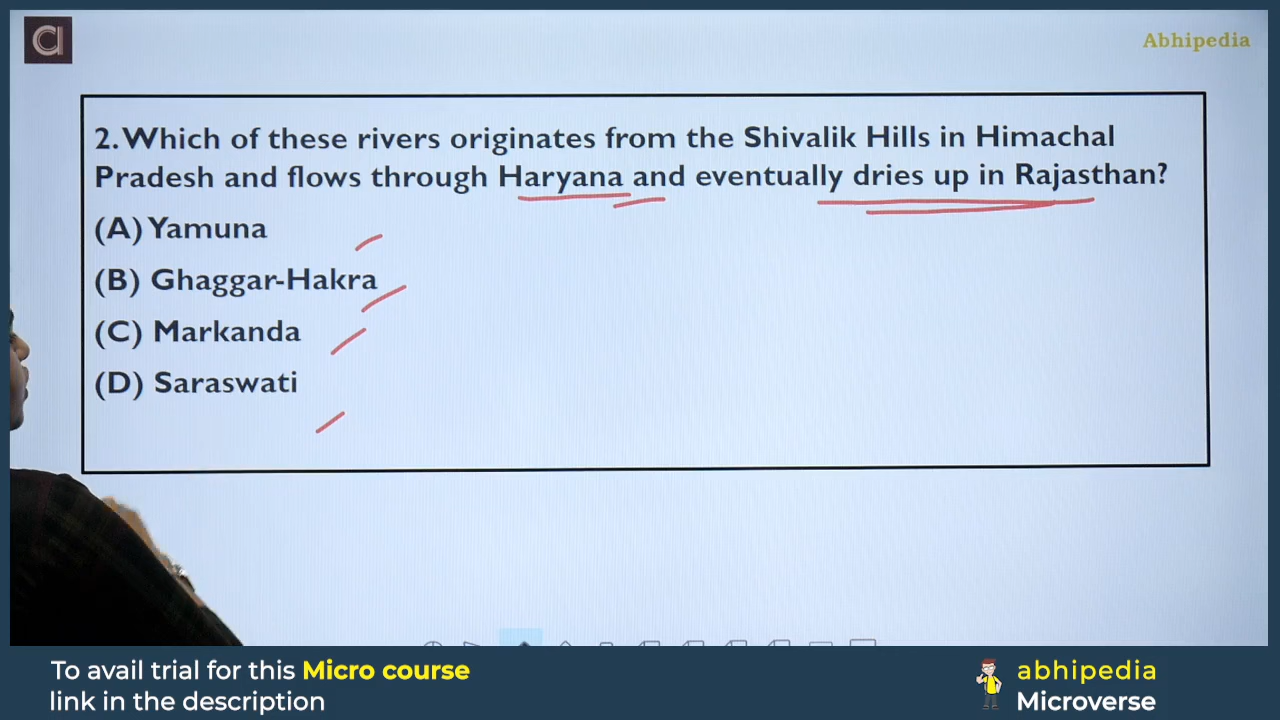 Abhipedia
2. Which of these rivers originates from the Shivalik Hills in Himachal
Pradesh and flows through Haryana and eventually dries up in Rajasthan?
(A) Yamuna
(B) Ghaggar-Hakra
(C) Markanda
(D) Saraswati
To avail trial for this Micro course
link in the description
abhipedia
Microverse